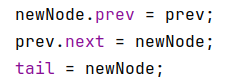 newNode.prev = prev;
prev.next = newNode;
tail = newNode;